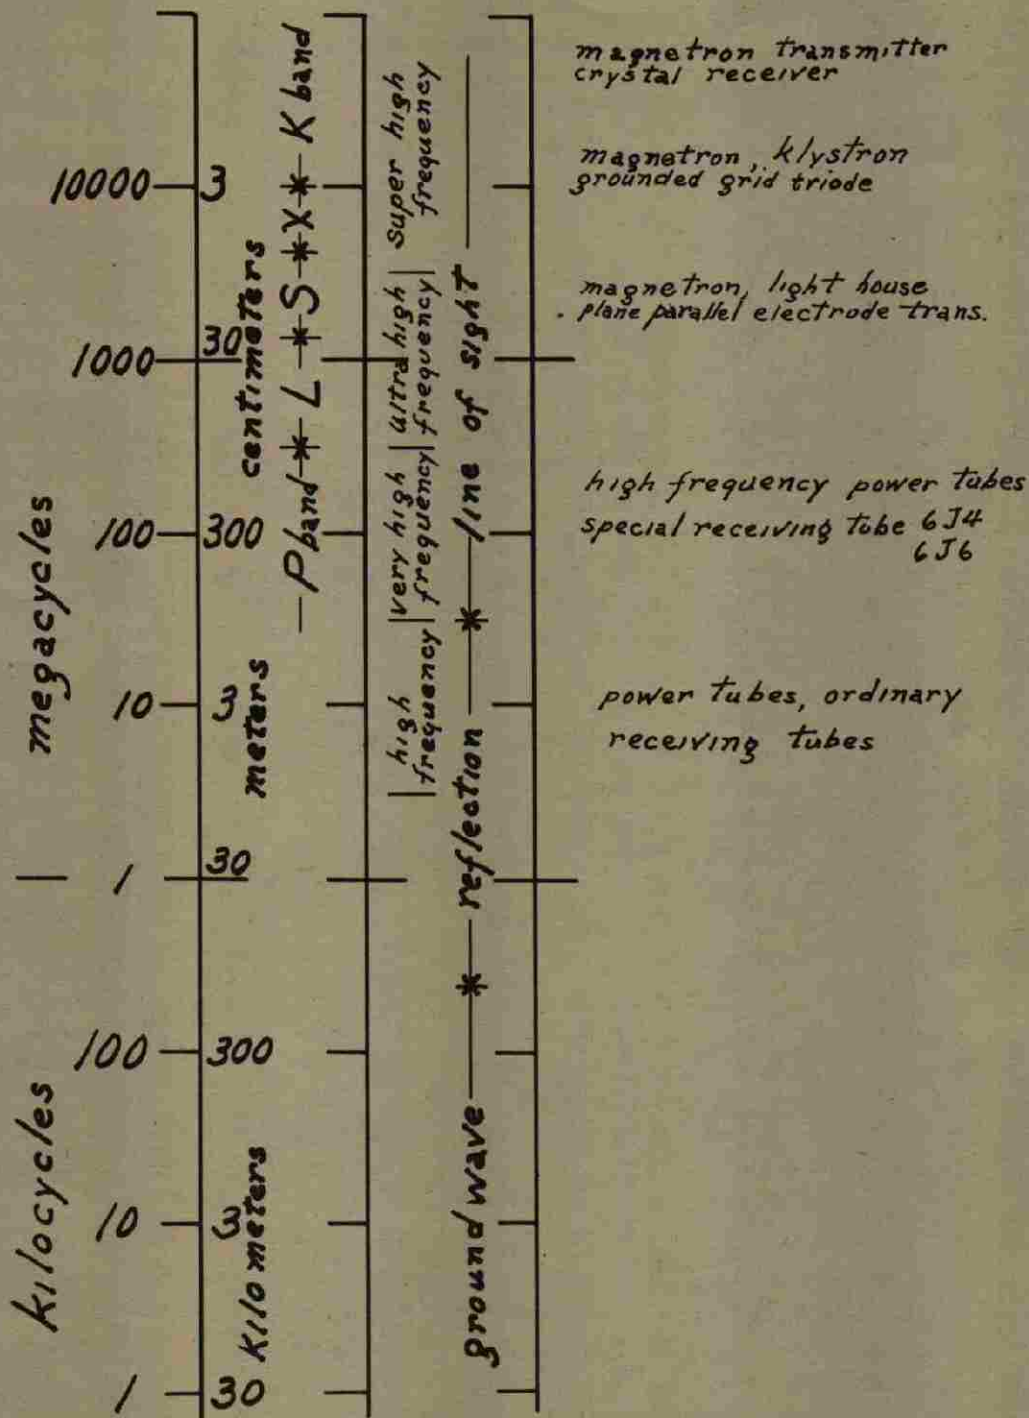 magnetron transmitter
crystal receiver
magnetron, klystron
grounded grid triode
magnetron, light house
plane parallel electrode trans.
high frequency power tubes
special receiving tube 6J4
6J6
power tubes, ordinary
receiving tubes
megacycles
kilocycles
10000
1000
100
10
1
100
10
1
3
30
300
3
30
300
3
30
centimeters
meters
kilometers
P band * L * S * X * K band
super high
frequency
ultra high
frequency
very high
frequency
high
frequency
ground wave * reflection * line of sight